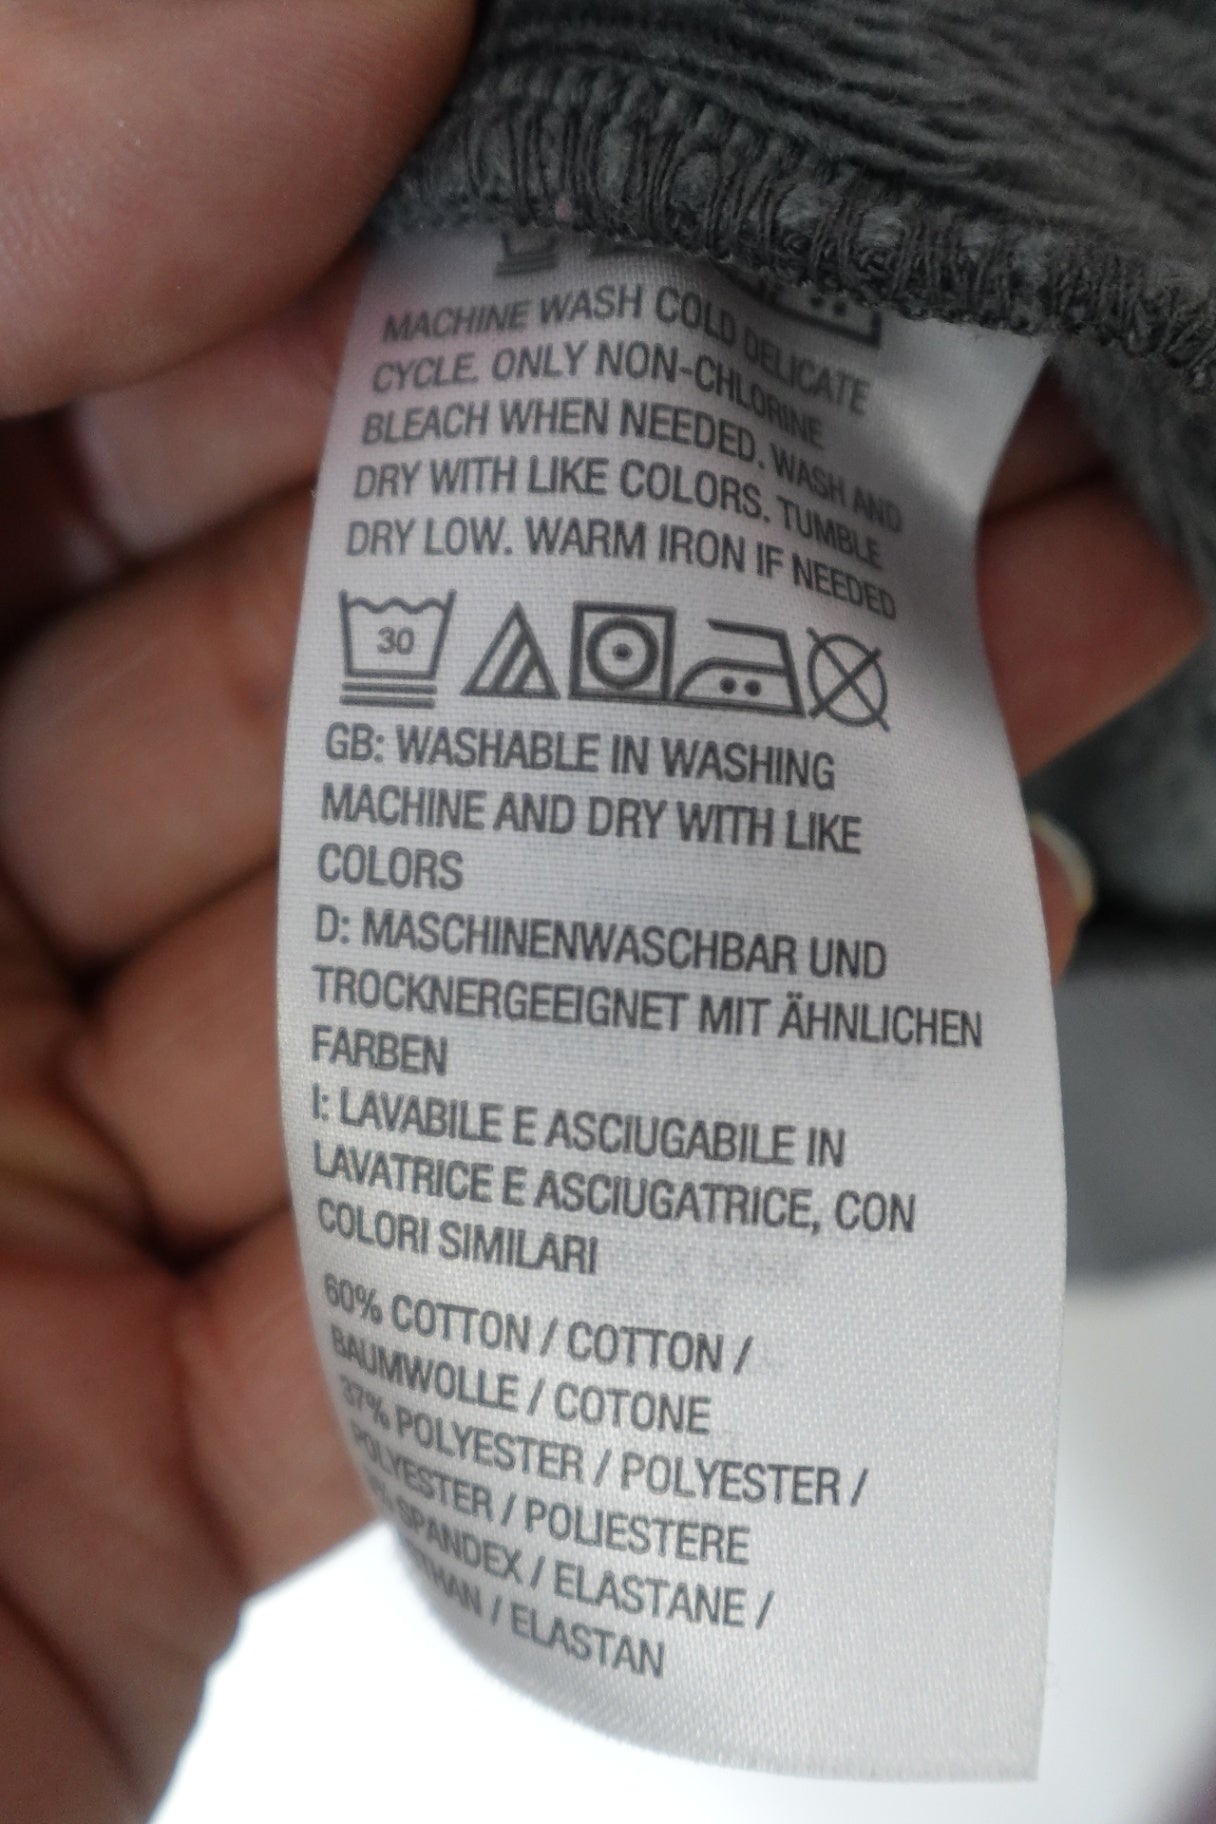 MACHINE WASH COLD DELICATE
CYCLE. ONLY NON-CHLORINE
BLEACH WHEN NEEDED. WASH AND
DRY WITH LIKE COLORS. TUMBLE
DRY LOW. WARM IRON IF NEEDED
30
GB: WASHABLE IN WASHING
MACHINE AND DRY WITH LIKE
COLORS
D: MASCHINENWASCHBAR UND
TROCKNERGEEIGNET MIT ÄHNLICHEN
FARBEN
I: LAVABILE E ASCIUGABILE IN
LAVATRICE E ASCIUGATRICE, CON
COLORI SIMILARI
60% COTTON / COTTON /
BAUMWOLLE / COTONE
37% POLYESTER / POLYESTER /
POLYESTER / POLIESTERE
SPANDEX / ELASTANE /
/ ELASTAN